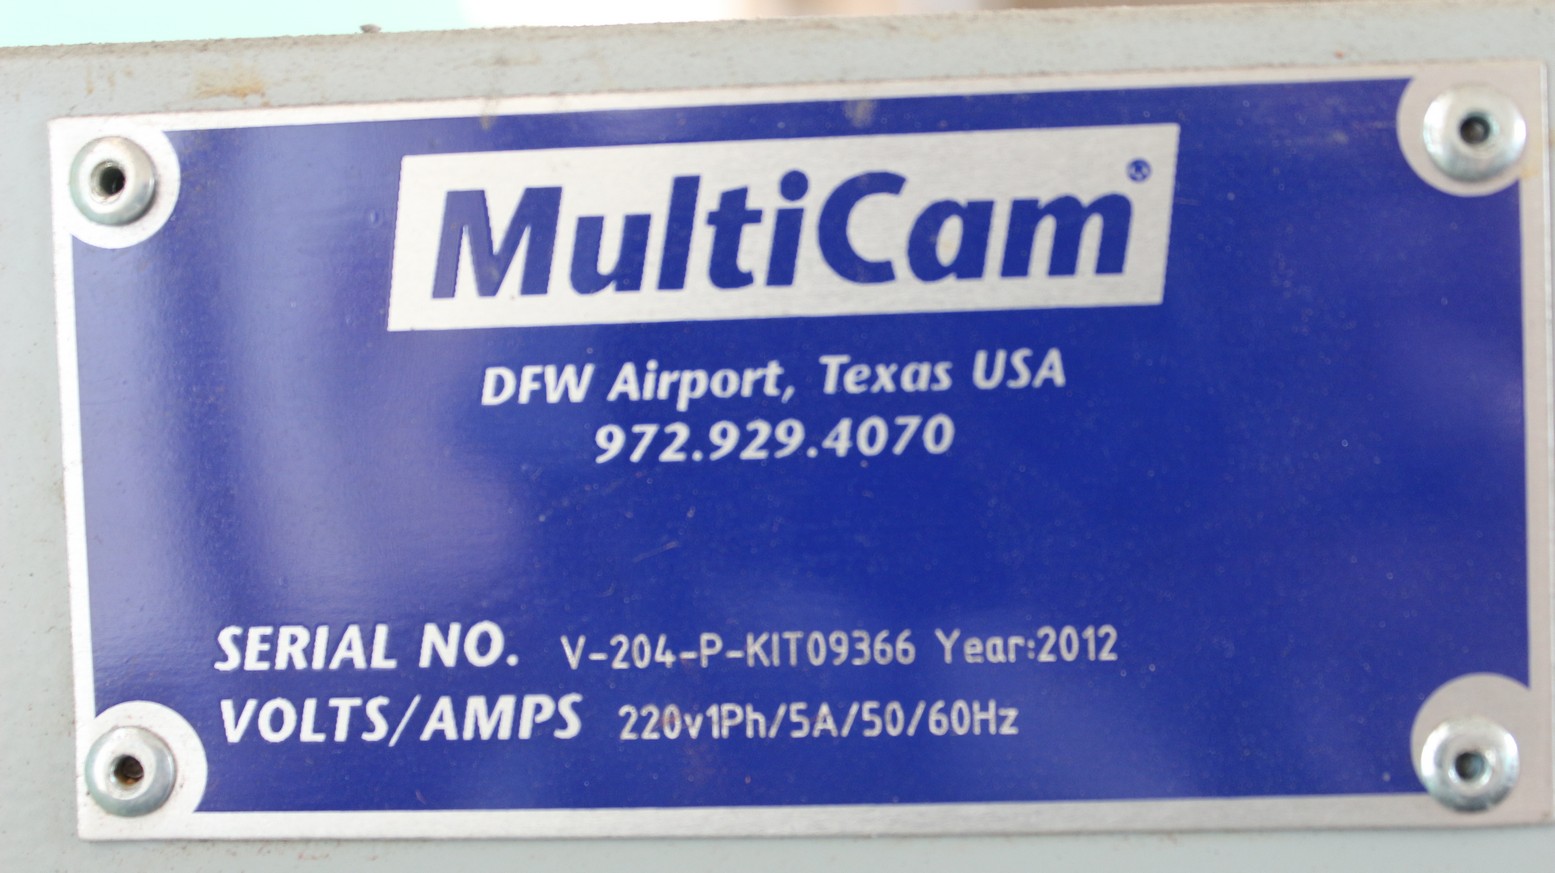 MultiCam®
DFW Airport, Texas USA
972.929.4070
SERIAL NO. V-204-P-KIT09366 Year:2012
VOLTS/AMPS 220v1Ph/5A/50/60Hz